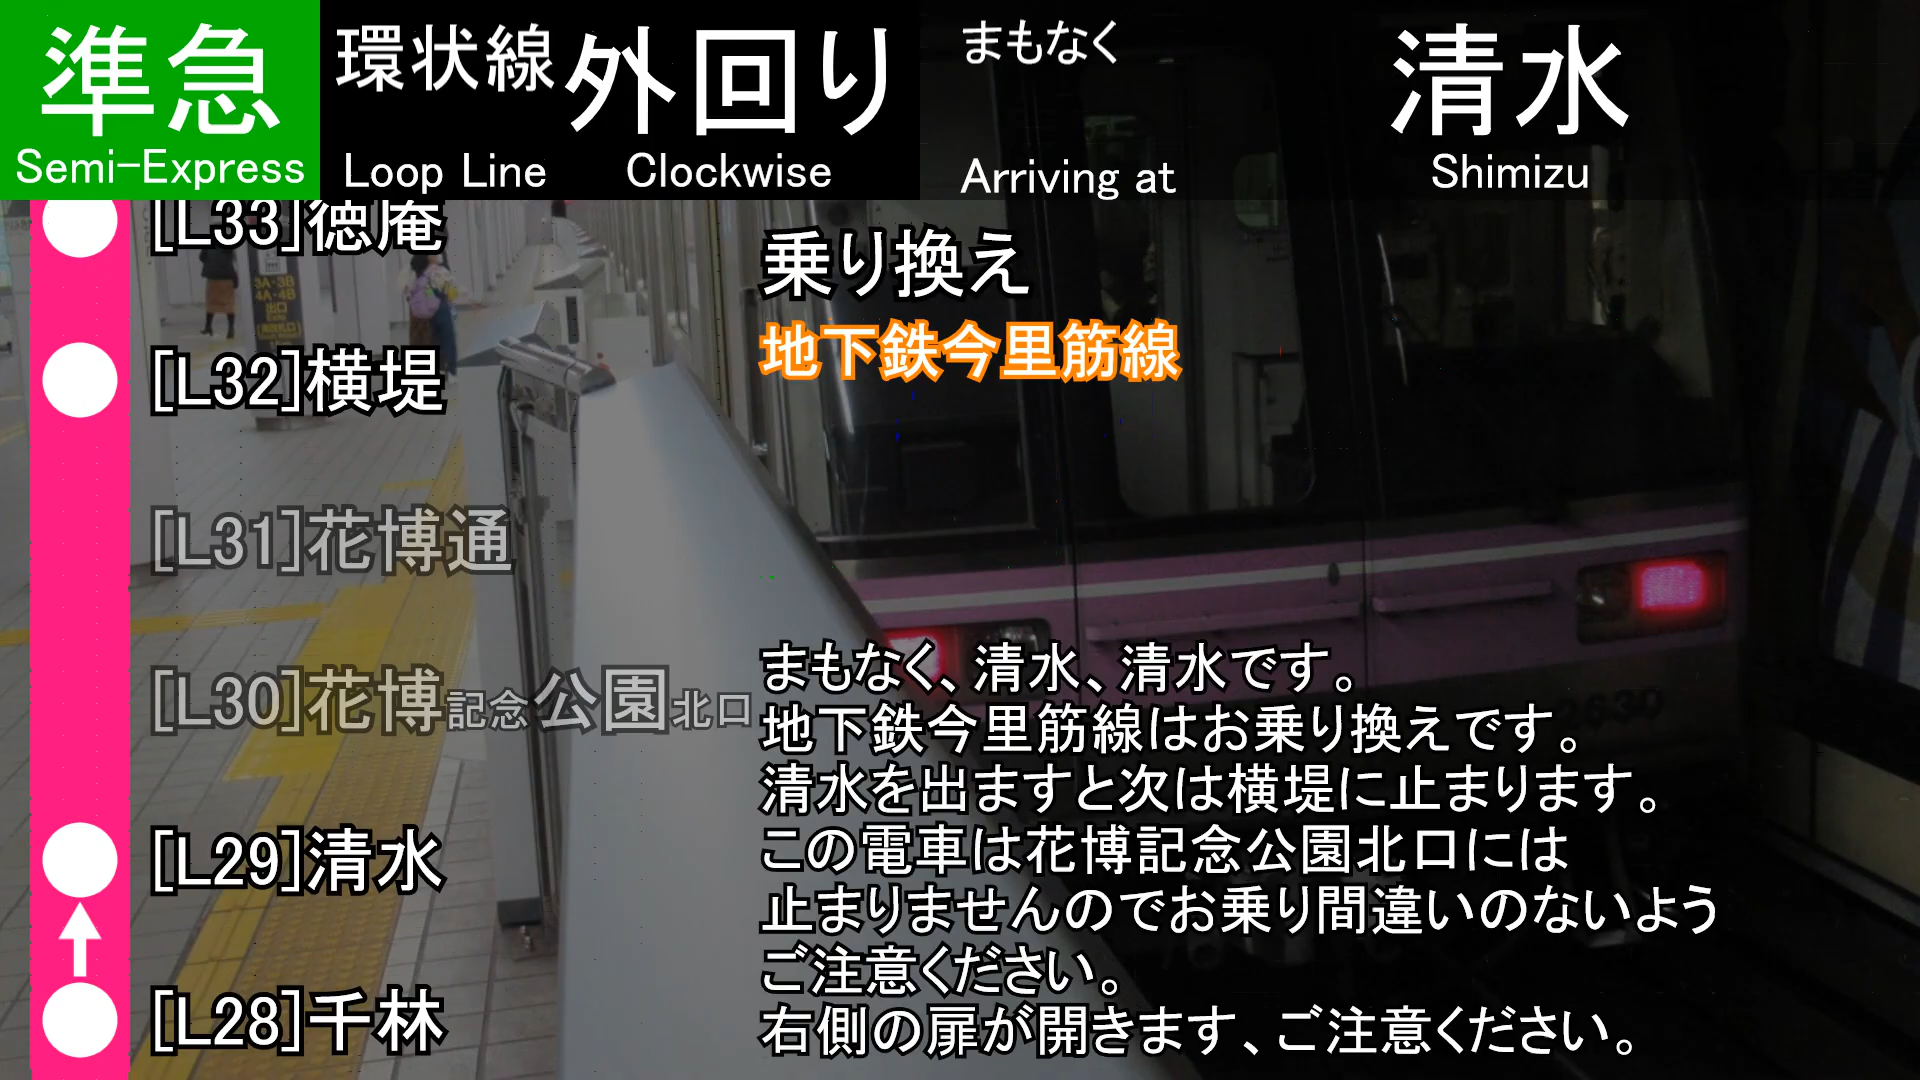 準急
Semi-Express
環状線 外回り
Loop Line Clockwise
まもなく
Arriving at
清水
Shimizu
[L33]徳庵
[L32]横堤
[L31]花博通
[L30]花博記念公園北口
[L29]清水
[L28]千林
3A・3B
4A・4B
出口
乗り換え
地下鉄今里筋線
まもなく、清水、清水です。
地下鉄今里筋線はお乗り換えです。
清水を出ますと次は横堤に止まります。
この電車は花博記念公園北口には
止まりませんのでお乗り間違いのないよう
ご注意ください。
右側の扉が開きます、ご注意ください。